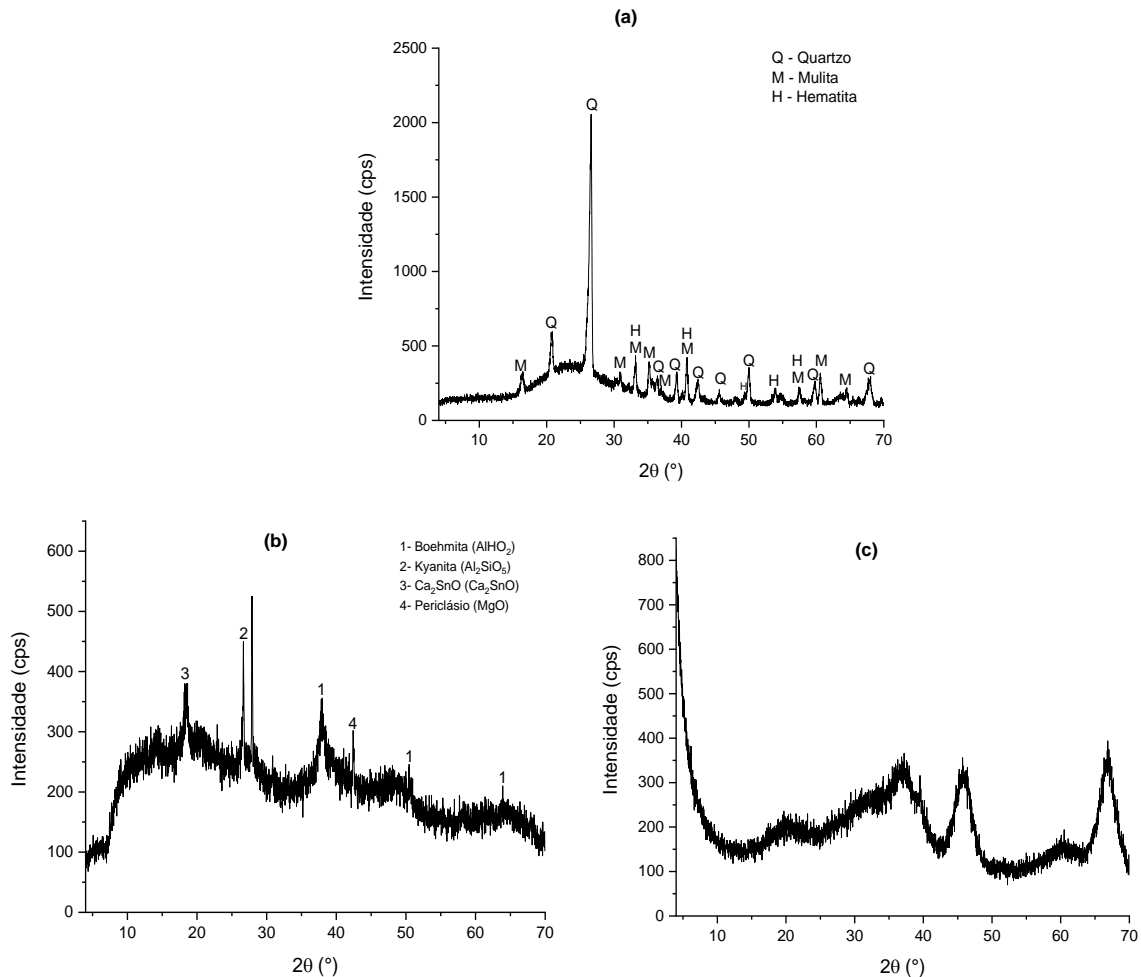 (a)
2500
2000
1500
1000
500
0
Intensidade (cps)
Q - Quartzo
M - Mulita
H - Hematita
Q
Q
M
M
H
M
M
Q
M
Q
H
M
Q
Q
H
Q
H
H
M
Q
M
M
Q
10 20 30 40 50 60 70
2θ (°)
(b)
600
500
400
300
200
100
0
Intensidade (cps)
1- Boehmita (AlHO₂)
2- Kyanita (Al₂SiO₅)
3- Ca₂SnO (Ca₂SnO)
4- Periclásio (MgO)
3
2
1
4
1
1
10 20 30 40 50 60 70
2θ (°)
(c)
800
700
600
500
400
300
200
100
0
Intensidade (cps)
10 20 30 40 50 60 70
2θ (°)